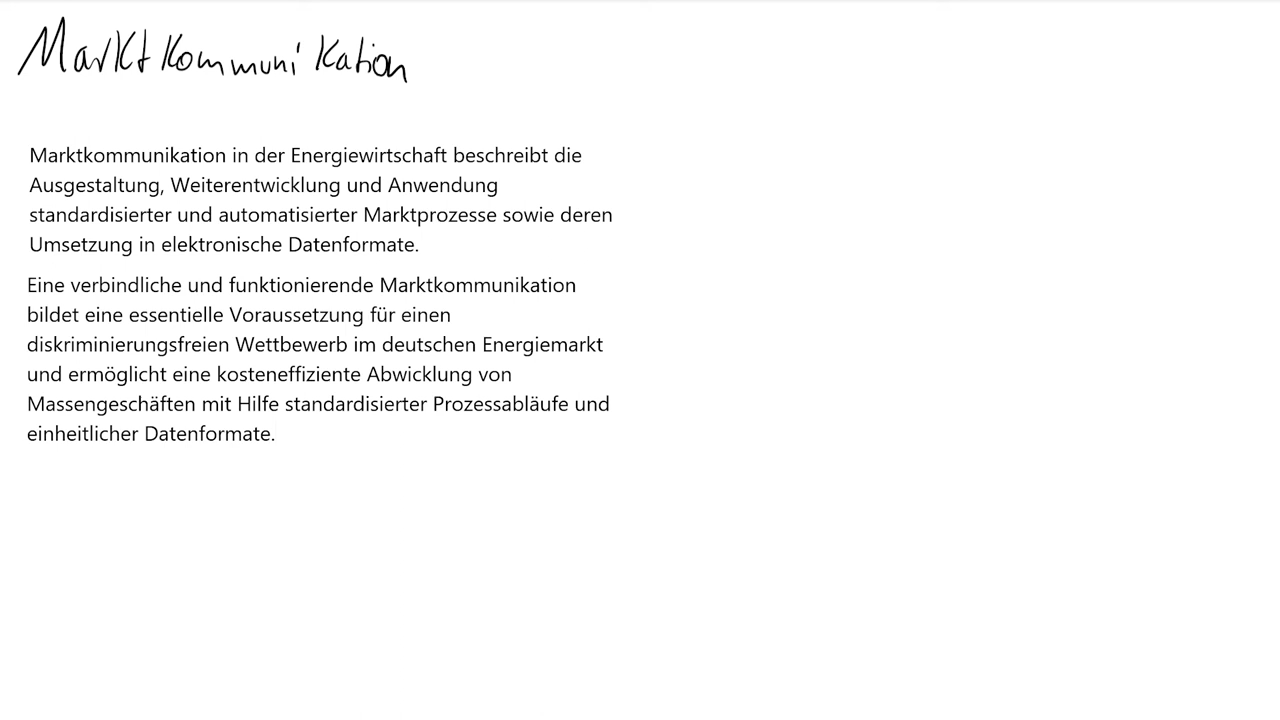 Marktkommunikation
Marktkommunikation in der Energiewirtschaft beschreibt die
Ausgestaltung, Weiterentwicklung und Anwendung
standardisierter und automatisierter Marktprozesse sowie deren
Umsetzung in elektronische Datenformate.
Eine verbindliche und funktionierende Marktkommunikation
bildet eine essentielle Voraussetzung für einen
diskriminierungsfreien Wettbewerb im deutschen Energiemarkt
und ermöglicht eine kosteneffiziente Abwicklung von
Massengeschäften mit Hilfe standardisierter Prozessabläufe und
einheitlicher Datenformate.